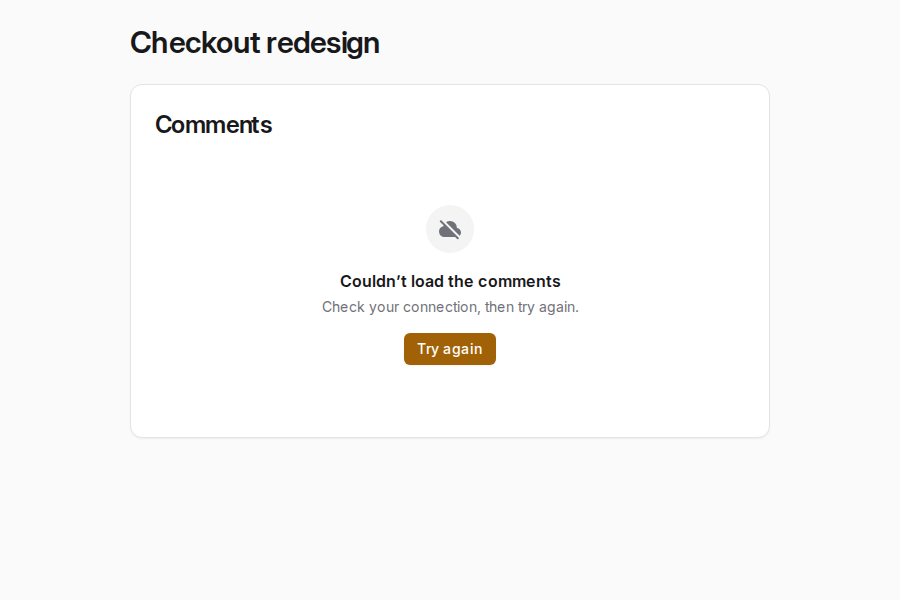 Checkout redesign
Comments
Couldn’t load the comments
Check your connection, then try again.
Try again